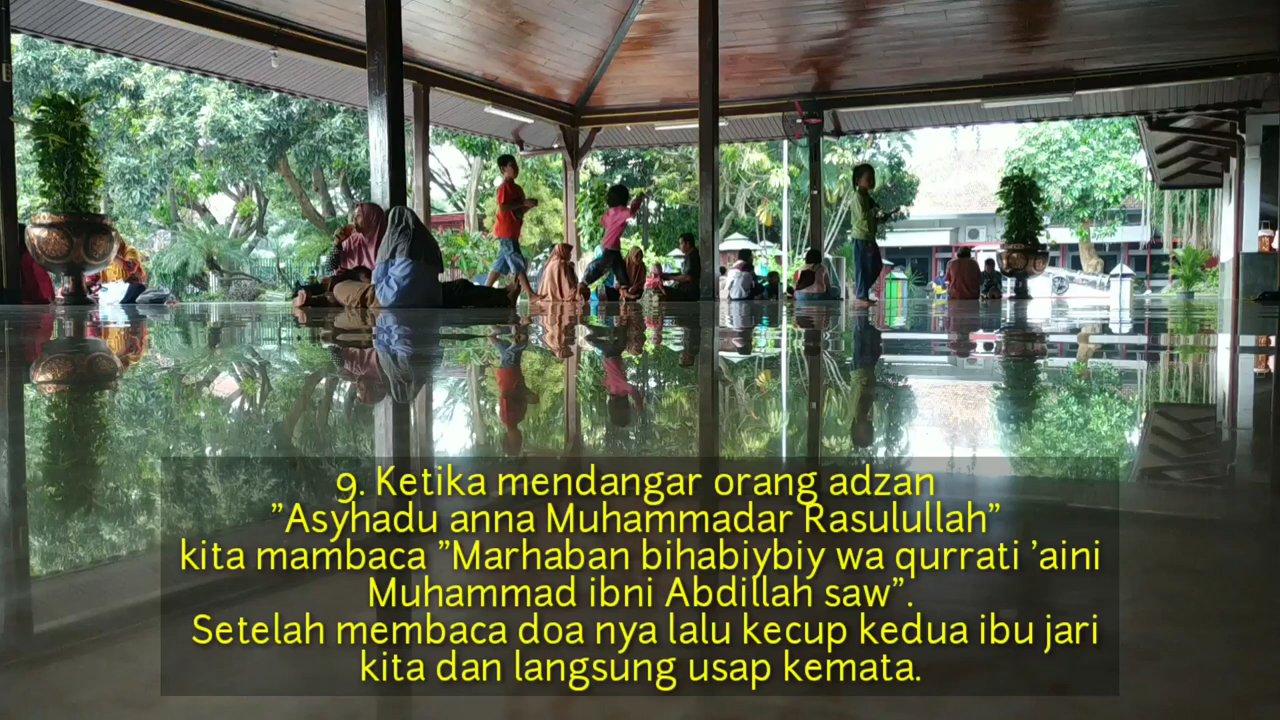 9. Ketika mendangar orang adzan
"Asyhadu anna Muhammadar Rasulullah"
kita mambaca "Marhaban bihabiybiy wa qurrati 'aini
Muhammad ibni Abdillah saw".
Setelah membaca doa nya lalu kecup kedua ibu jari
kita dan langsung usap kemata.